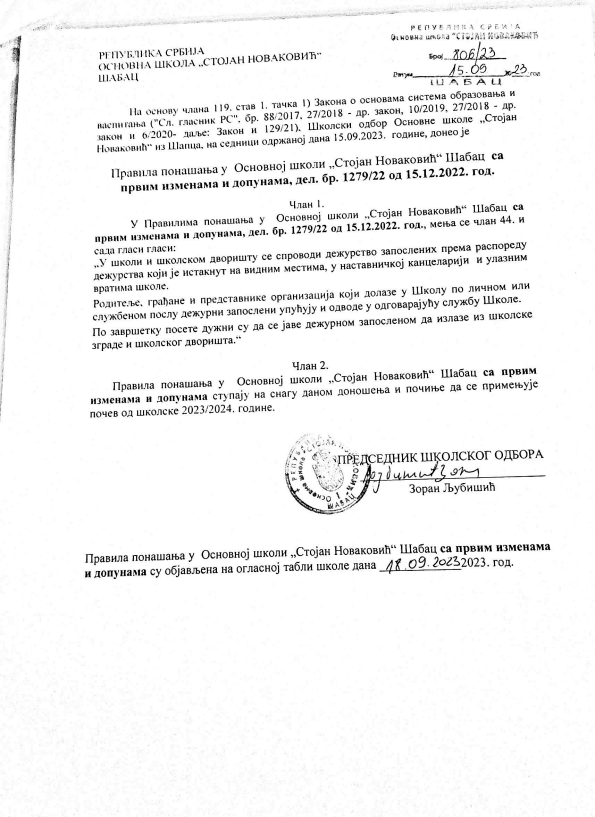 РЕПУБЛИКА СРБИЈА
Основна школа "СТОЈАН НОВАКОВИЋ"
Број 806/23
Датум 15.09 2023 год
ШАБАЦ
РЕПУБЛИКА СРБИЈА
ОСНОВНА ШКОЛА „СТОЈАН НОВАКОВИЋ“
ШАБАЦ
На основу члана 119. став 1. тачка 1) Закона о основама система образовања и
васпитања ("Сл. гласник РС", бр. 88/2017, 27/2018 - др. закон, 10/2019, 27/2018 - др.
закон и 6/2020- даље: Закон и 129/21), Школски одбор Основне школе „Стојан
Новаковић“ из Шапца, на седници одржаној дана 15.09.2023. године, донео је
Правила понашања у Основној школи „Стојан Новаковић“ Шабац са
првим изменама и допунама, дел. бр. 1279/22 од 15.12.2022. год.
Члан 1.
У Правилима понашања у Основној школи „Стојан Новаковић“ Шабац са
првим изменама и допунама, дел. бр. 1279/22 од 15.12.2022. год., мења се члан 44. и
сада гласи гласи:
„У школи и школском дворишту се спроводи дежурство запослених према распореду
дежурства који је истакнут на видним местима, у наставничкој канцеларији и улазним
вратима школе.
Родитеље, грађане и представнике организација који долазе у Школу по личном или
службеном послу дежурни запослени упућују и одводе у одговарајућу службу Школе.
По завршетку посете дужни су да се јаве дежурном запосленом да излазе из школске
зграде и школског дворишта.“
Члан 2.
Правила понашања у Основној школи „Стојан Новаковић“ Шабац са првим
изменама и допунама ступају на снагу даном доношења и почиње да се примењује
почев од школске 2023/2024. године.
ПРЕДСЕДНИК ШКОЛСКОГ ОДБОРА
Зоран Љубишић
Правила понашања у Основној школи „Стојан Новаковић“ Шабац са првим изменама
и допунама су објављена на огласној табли школе дана 18.09.2023 2023. год.